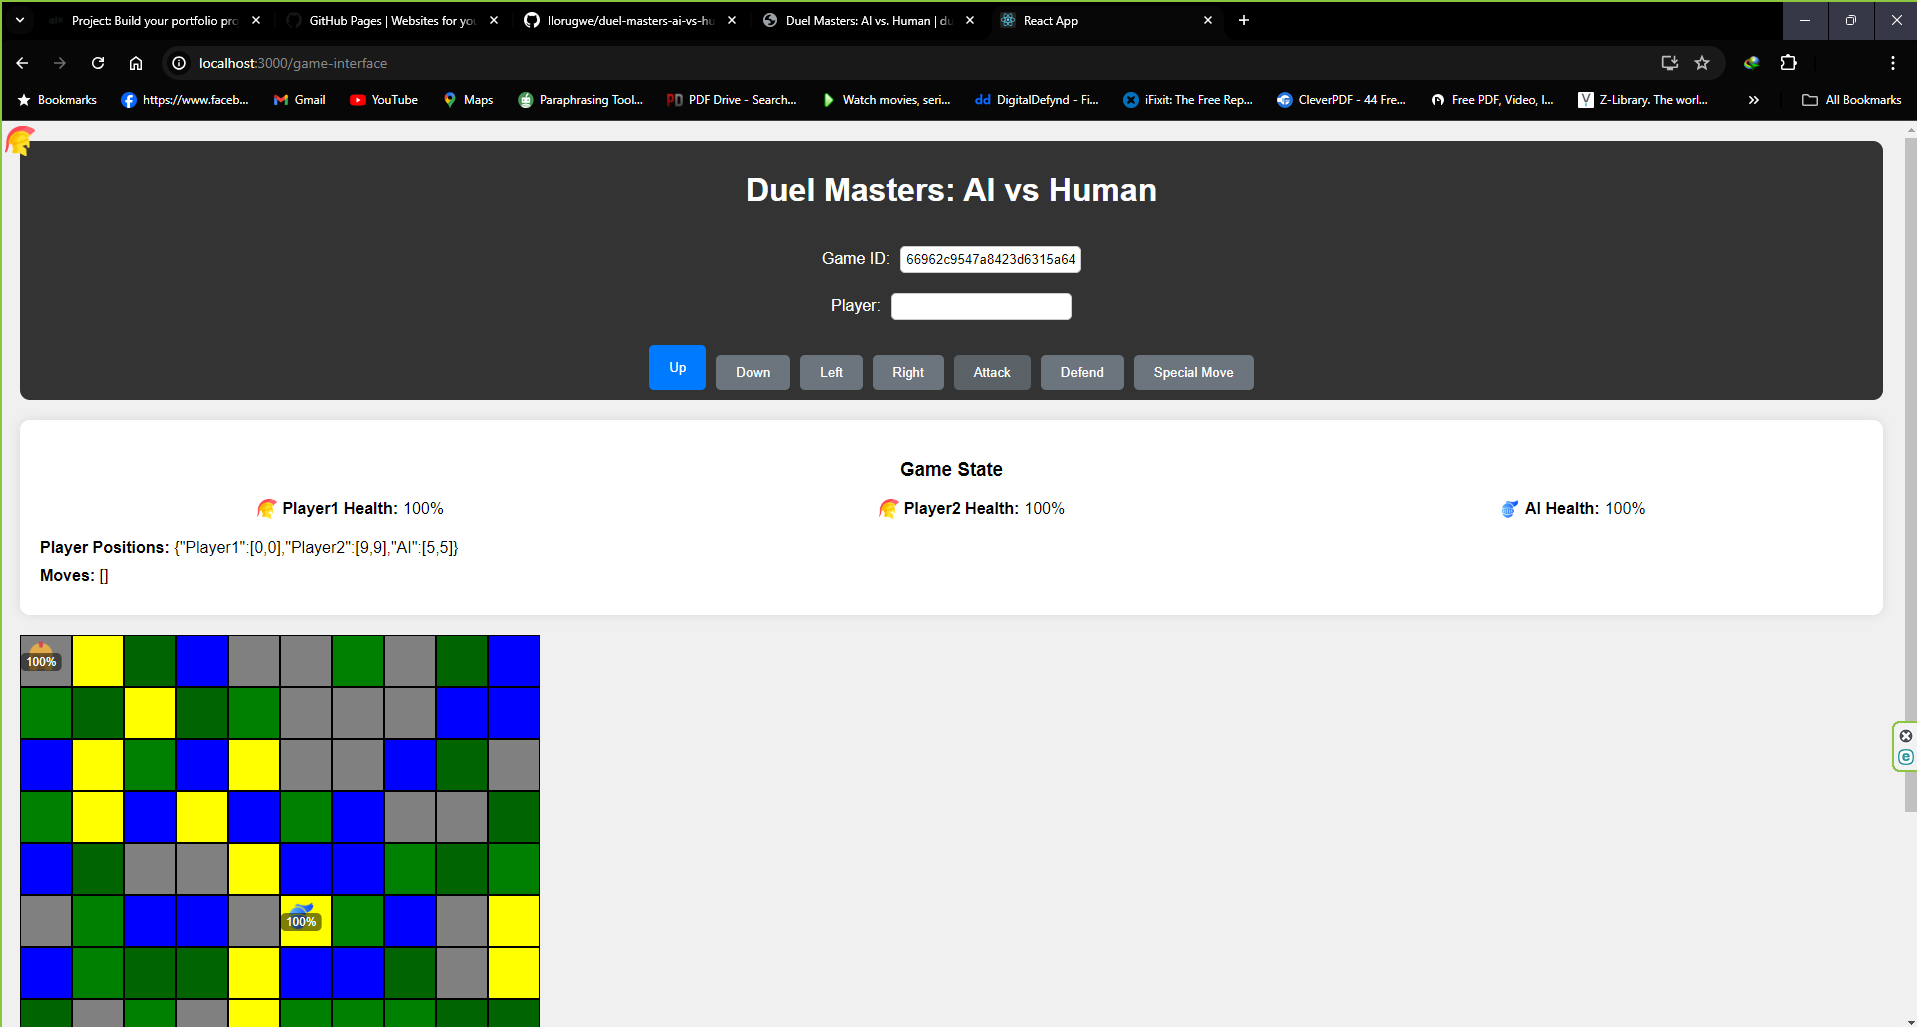 Project: Build your portfolio pro
GitHub Pages | Websites for you
llorugwe/duel-masters-ai-vs-hu
Duel Masters: AI vs. Human | du
React App
localhost:3000/game-interface
Bookmarks
https://www.faceb...
Gmail
YouTube
Maps
Paraphrasing Tool...
PDF Drive - Search...
Watch movies, seri...
DigitalDefynd - Fi...
iFixit: The Free Rep...
CleverPDF - 44 Fre...
Free PDF, Video, I...
Z-Library. The worl...
All Bookmarks
Duel Masters: AI vs Human
Game ID: 66962c9547a8423d6315a64
Player:
Up Down Left Right Attack Defend Special Move
Game State
Player1 Health: 100% Player2 Health: 100% AI Health: 100%
Player Positions: {"Player1":[0,0],"Player2":[9,9],"AI":[5,5]}
Moves: []
100%
100%